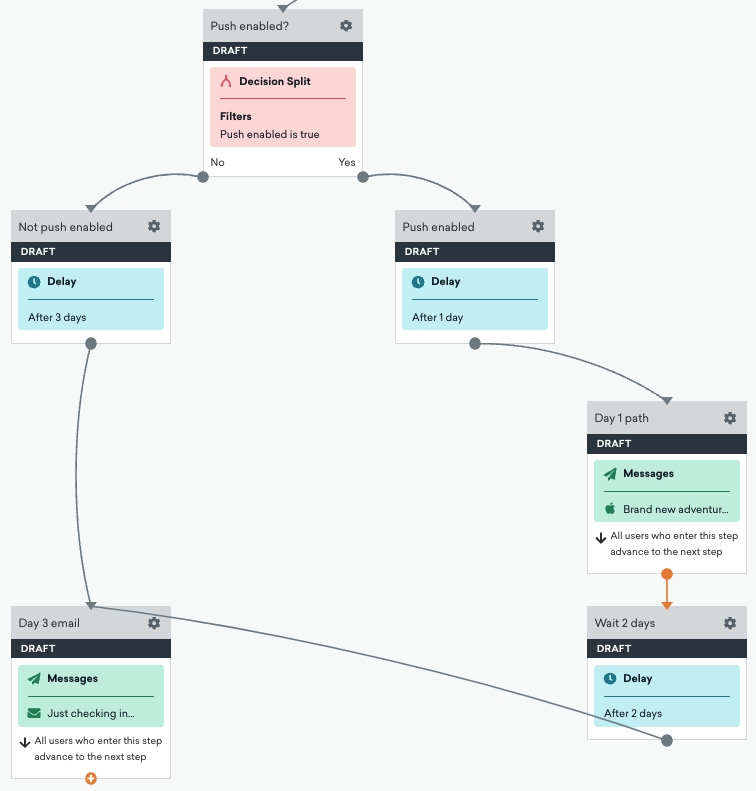 Push enabled?
DRAFT
Decision Split
Filters
Push enabled is true
No
Yes
Not push enabled
DRAFT
Delay
After 3 days
Push enabled
DRAFT
Delay
After 1 day
Day 1 path
DRAFT
Messages
Brand new adventur...
All users who enter this step
advance to the next step
Day 3 email
DRAFT
Messages
Just checking in...
All users who enter this step
advance to the next step
Wait 2 days
DRAFT
Delay
After 2 days